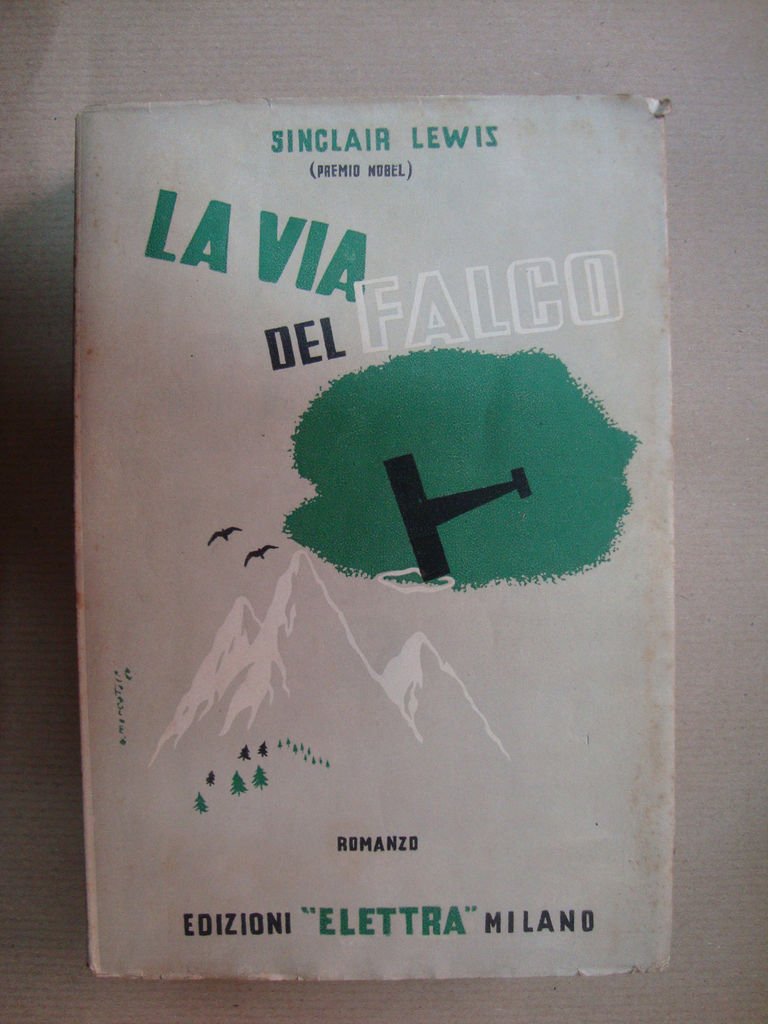 SINCLAIR LEWIS
(PREMIO NOBEL)
LA VIA
DEL FALCO
ROMANZO
EDIZIONI "ELETTRA" MILANO